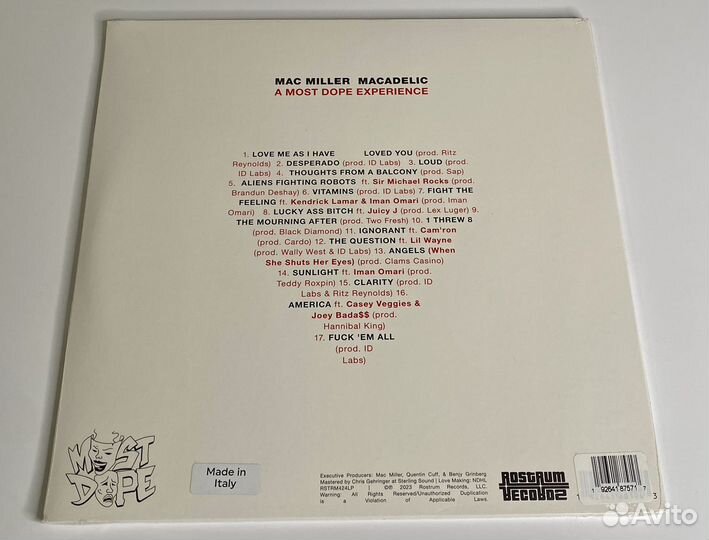 MAC MILLER MACADELIC
A MOST DOPE EXPERIENCE
1. LOVE ME AS I HAVE LOVED YOU (prod. Ritz
Reynolds) 2. DESPERADO (prod. ID Labs) 3. LOUD (prod.
ID Labs) 4. THOUGHTS FROM A BALCONY (prod. Sap)
5. ALIENS FIGHTING ROBOTS ft. Sir Michael Rocks (prod.
Brandun Deshay) 6. VITAMINS (prod. ID Labs) 7. FIGHT THE
FEELING ft. Kendrick Lamar & Iman Omari (prod. Iman
Omari) 8. LUCKY ASS BITCH ft. Juicy J (prod. Lex Luger) 9.
THE MOURNING AFTER (prod. Two Fresh) 10. 1 THREW 8
(prod. Black Diamond) 11. IGNORANT ft. Cam'ron
(prod. Cardo) 12. THE QUESTION ft. Lil Wayne
(prod. Wally West & ID Labs) 13. ANGELS (When
She Shuts Her Eyes) (prod. Clams Casino)
14. SUNLIGHT ft. Iman Omari (prod.
Teddy Roxpin) 15. CLARITY (prod. ID
Labs & Ritz Reynolds) 16.
AMERICA ft. Casey Veggies &
Joey Bada$$ (prod.
Hannibal King)
17. FUCK 'EM ALL
(prod. ID
Labs)
MOST
DOPE
Made in
Italy
Executive Producers: Mac Miller, Quentin Cuff, & Benjy Grinberg
Mastered by Chris Gehringer at Sterling Sound | Love Making: NDHL
RSTRM424LP | ©℗ 2023 Rostrum Records, LLC.
Warning: All Rights Reserved/Unauthorized Duplication
is a Violation of Applicable Laws.
ROSTRUM
RECORDS
Avito